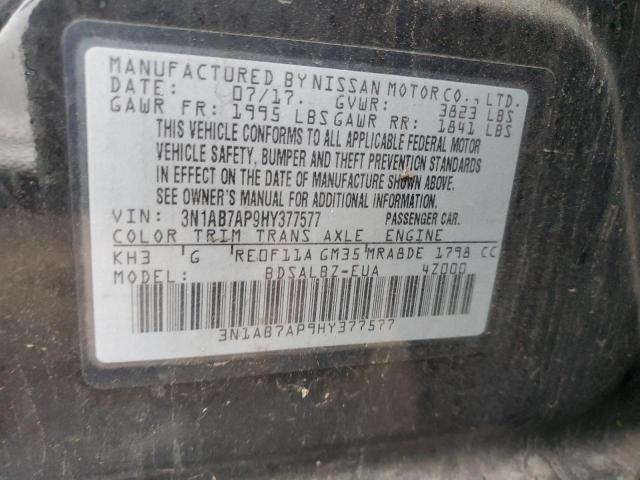 MANUFACTURED BY NISSAN MOTOR CO., LTD.
DATE: 07/17. GVWR: 3823 LBS
GAWR FR: 1995 LBS GAWR RR: 1841 LBS
THIS VEHICLE CONFORMS TO ALL APPLICABLE FEDERAL MOTOR
VEHICLE SAFETY, BUMPER AND THEFT PREVENTION STANDARDS
IN EFFECT ON THE DATE OF MANUFACTURE SHOWN ABOVE.
SEE OWNER'S MANUAL FOR ADDITIONAL INFORMATION.
VIN: 3N1AB7AP9HY377577 PASSENGER CAR.
COLOR TRIM TRANS AXLE ENGINE
KH3 G RE0F11A GM35 MRA8DE 1798 CC
MODEL: BDSALBZ-EUA 4Z000
3N1AB7AP9HY377577